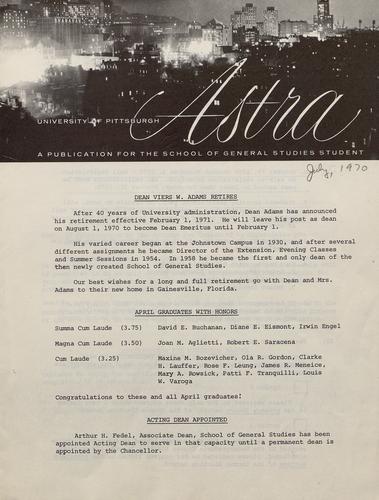 UNIVERSITY OF PITTSBURGH
Astra
A PUBLICATION FOR THE SCHOOL OF GENERAL STUDIES STUDENT
July, 1970
DEAN VIERS W. ADAMS RETIRES
After 40 years of University administration, Dean Adams has announced
his retirement effective February 1, 1971. He will leave his post as dean
on August 1, 1970 to become Dean Emeritus until February 1.
His varied career began at the Johnstown Campus in 1930, and after several
different assignments he became Director of the Extension, Evening Classes
and Summer Sessions in 1954. In 1958 he became the first and only dean of the
then newly created School of General Studies.
Our best wishes for a long and full retirement go with Dean and Mrs.
Adams to their new home in Gainesville, Florida.
APRIL GRADUATES WITH HONORS
Summa Cum Laude (3.75) David E. Buchanan, Diane E. Eismont, Irwin Engel
Magna Cum Laude (3.50) Joan M. Aglietti, Robert E. Saracena
Cum Laude (3.25) Maxine M. Bozevicher, Ola R. Gordon, Clarke
H. Lauffer, Rose F. Leung, James R. Meneice,
Mary A. Rowsick, Patti F. Tranquilli, Louis
W. Varoga
Congratulations to these and all April graduates!
ACTING DEAN APPOINTED
Arthur H. Fedel, Associate Dean, School of General Studies has been
appointed Acting Dean to serve in that capacity until a permanent dean is
appointed by the Chancellor.